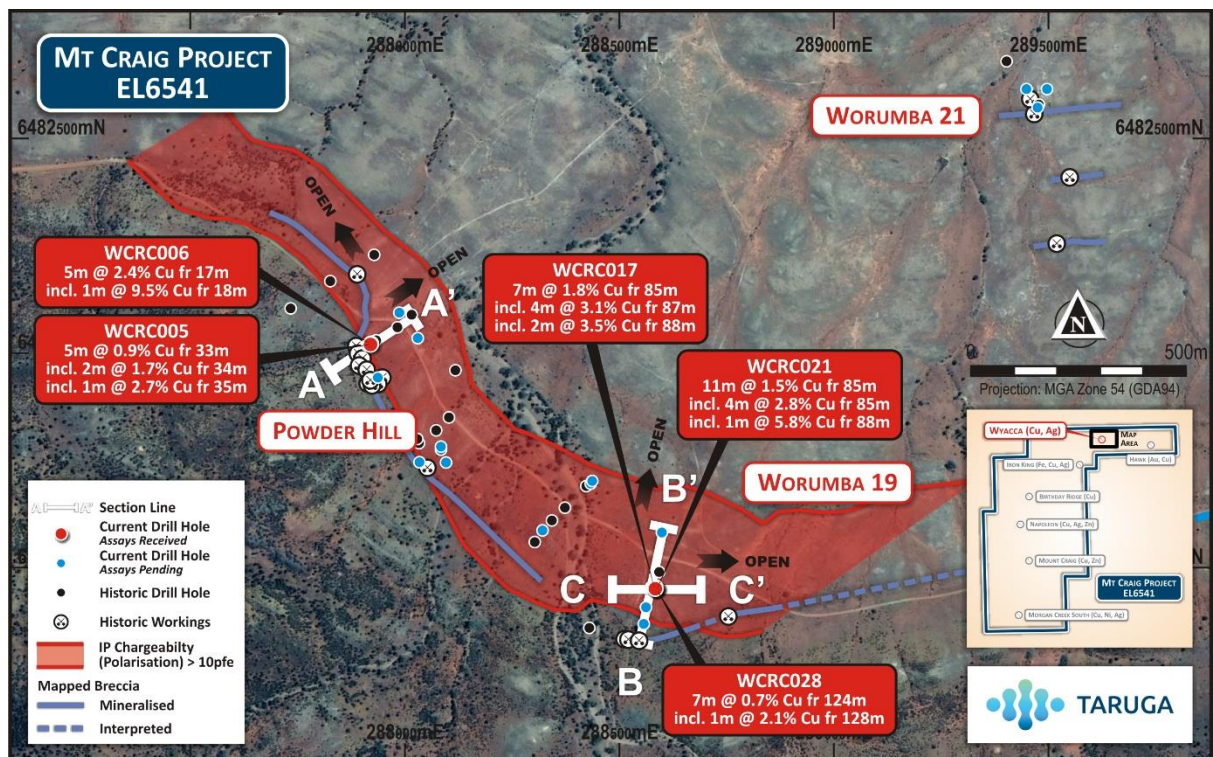 MT CRAIG PROJECT
EL6541
288000mE
288500mE
289000mE
289500mE
6482500mN
6482500mN
WORUMBA 21
OPEN
OPEN
WCRC006
5m @ 2.4% Cu fr 17m
incl. 1m @ 9.5% Cu fr 18m
WCRC005
5m @ 0.9% Cu fr 33m
incl. 2m @ 1.7% Cu fr 34m
incl. 1m @ 2.7% Cu fr 35m
A'
A
POWDER HILL
WCRC017
7m @ 1.8% Cu fr 85m
incl. 4m @ 3.1% Cu fr 87m
incl. 2m @ 3.5% Cu fr 88m
WCRC021
11m @ 1.5% Cu fr 85m
incl. 4m @ 2.8% Cu fr 85m
incl. 1m @ 5.8% Cu fr 88m
N
0
500m
Projection: MGA Zone 54 (GDA94)
OPEN
B'
WORUMBA 19
OPEN
C
C'
B
WCRC028
7m @ 0.7% Cu fr 124m
incl. 1m @ 2.1% Cu fr 128m
A A' Section Line
Current Drill Hole
Assays Received
Current Drill Hole
Assays Pending
Historic Drill Hole
Historic Workings
IP Chargeabilty
(Polarisation) > 10pfe
Mapped Breccia
Mineralised
Interpreted
WYACCA (Cu, Ag)
MAP
AREA
IRON KING (Fe, Cu, Ag)
HAWK (Au, Cu)
BIRTHDAY RIDGE (Cu)
NAPOLEON (Cu, Ag, Zn)
MOUNT CRAIG (Cu, Zn)
MT CRAIG PROJECT
EL6541
MORGAN CREEK SOUTH (Cu, Ni, Ag)
TARUGA
288000mE
288500mE